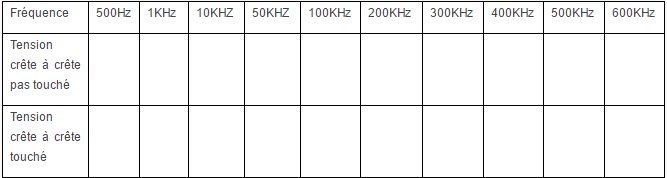 Fréquence 500Hz 1KHz 10KHZ 50KHZ 100KHz 200KHz 300KHz 400KHz 500KHz 600KHz
Tension
crête à crête
pas touché
Tension
crête à crête
touché